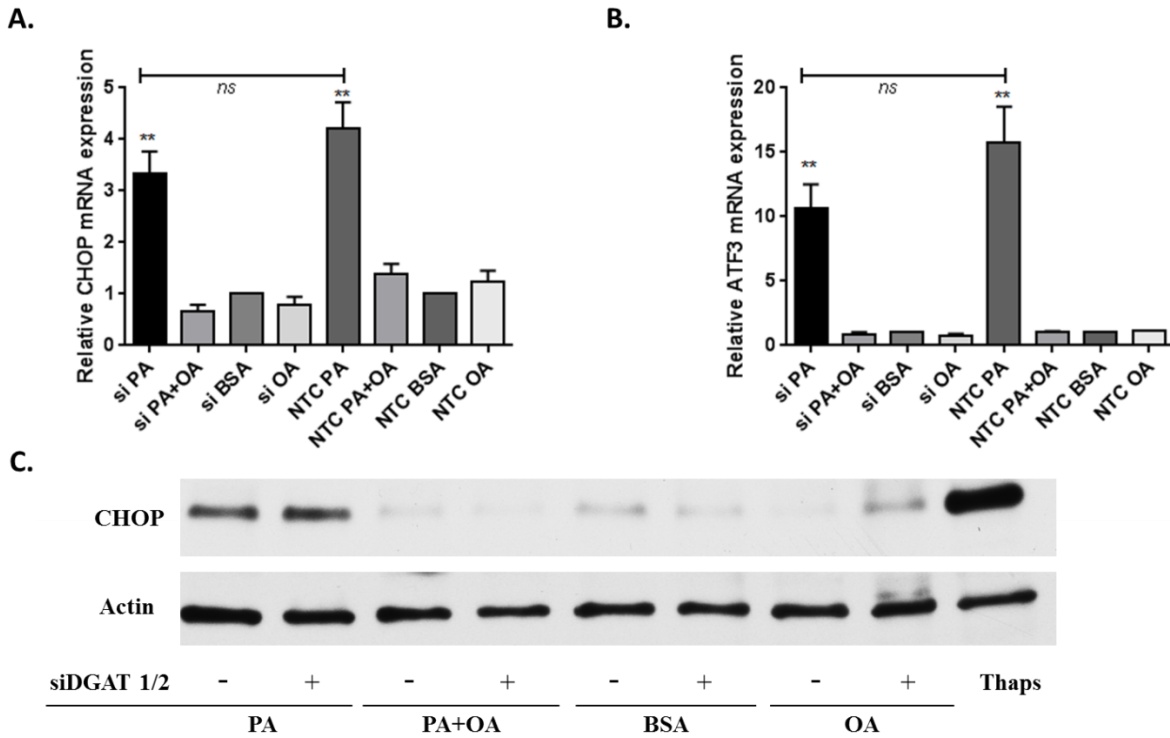 A.
Relative CHOP mRNA expression
5
4
3
2
1
0
**
ns
**
si PA
si PA+OA
si BSA
si OA
NTC PA
NTC PA+OA
NTC BSA
NTC OA
B.
Relative ATF3 mRNA expression
20
15
10
5
0
**
ns
**
si PA
si PA+OA
si BSA
si OA
NTC PA
NTC PA+OA
NTC BSA
NTC OA
C.
CHOP
Actin
siDGAT 1/2 - + - + - + - + Thaps
PA PA+OA BSA OA